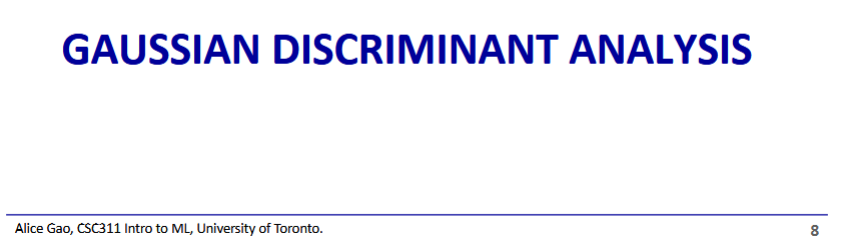 GAUSSIAN DISCRIMINANT ANALYSIS
Alice Gao, CSC311 Intro to ML, University of Toronto.
8